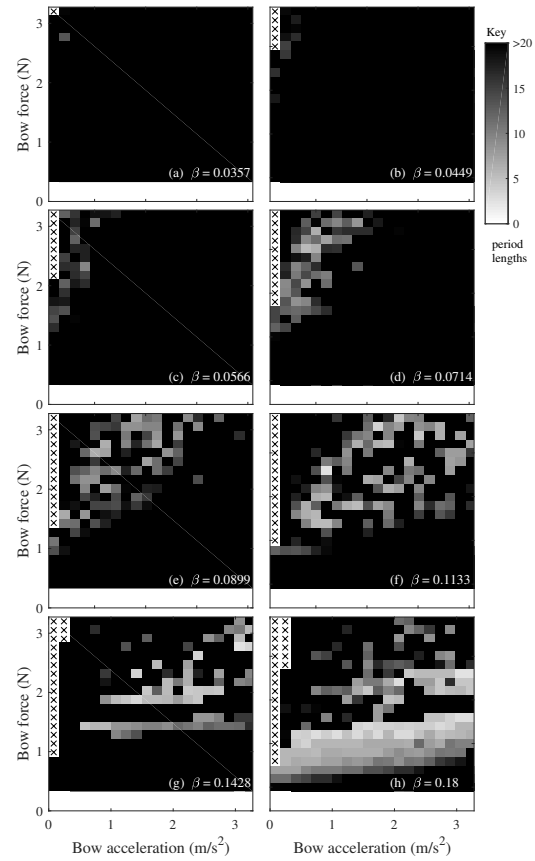 Key
>20
15
10
5
0
period
lengths
Bow force (N)
3
2
1
0
(a) β = 0.0357
(b) β = 0.0449
Bow force (N)
3
2
1
0
(c) β = 0.0566
(d) β = 0.0714
Bow force (N)
3
2
1
0
(e) β = 0.0899
(f) β = 0.1133
Bow force (N)
3
2
1
0
(g) β = 0.1428
(h) β = 0.18
0 1 2 3
0 1 2 3
Bow acceleration (m/s²)
Bow acceleration (m/s²)